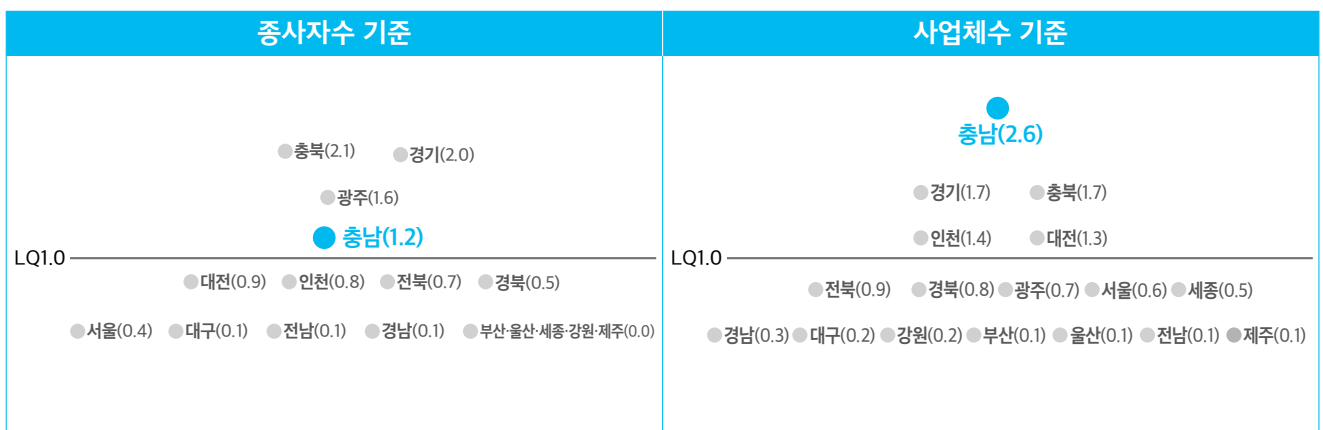 종사자수 기준
충북(2.1) 경기(2.0)
광주(1.6)
충남(1.2)
LQ1.0
대전(0.9) 인천(0.8) 전북(0.7) 경북(0.5)
서울(0.4) 대구(0.1) 전남(0.1) 경남(0.1) 부산·울산·세종·강원·제주(0.0)
사업체수 기준
충남(2.6)
경기(1.7) 충북(1.7)
인천(1.4) 대전(1.3)
LQ1.0
전북(0.9) 경북(0.8) 광주(0.7) 서울(0.6) 세종(0.5)
경남(0.3) 대구(0.2) 강원(0.2) 부산(0.1) 울산(0.1) 전남(0.1) 제주(0.1)